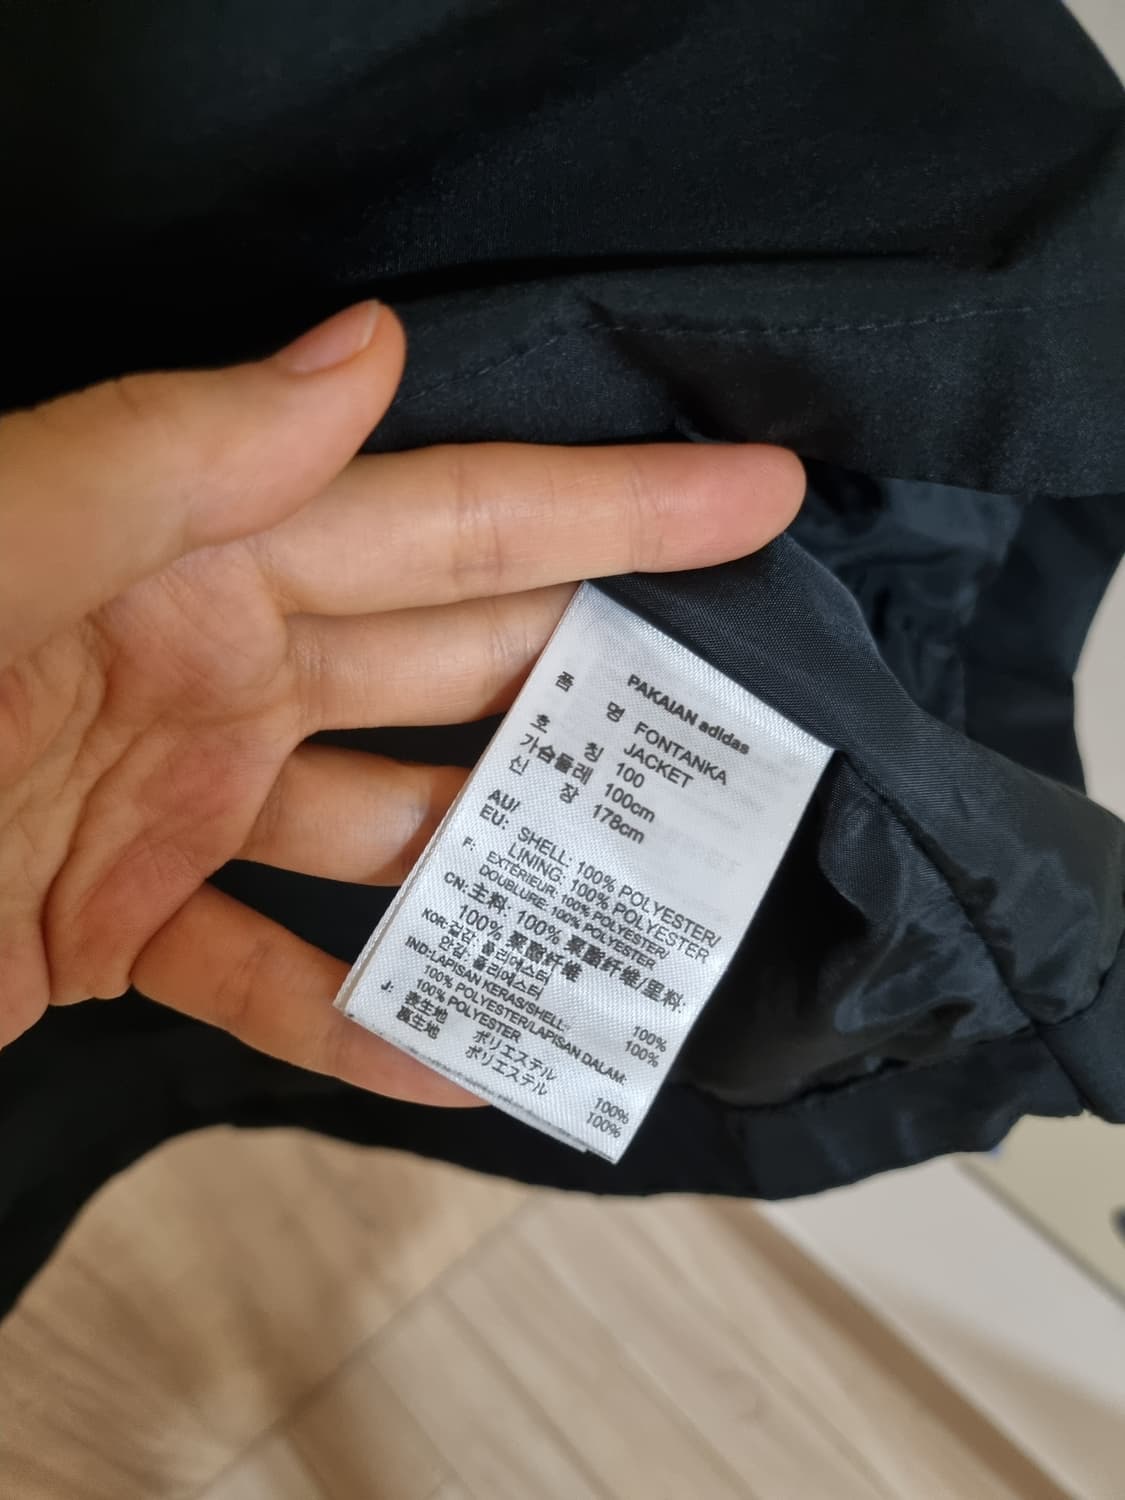 PAKAIAN adidas
품 명 FONTANKA
JACKET
호 칭 100
가슴둘레 100cm
신 장 178cm
AU/
EU: SHELL: 100% POLYESTER/
LINING: 100% POLYESTER
F: EXTERIEUR: 100% POLYESTER/
DOUBLURE: 100% POLYESTER
CN: 主料: 100% 聚酯纤维/里料:
100% 聚酯纤维
KOR: 겉감: 폴리에스터 100%
안감: 폴리에스터 100%
IND:LAPISAN KERAS/SHELL:
100% POLYESTER/LAPISAN DALAM:
100% POLYESTER
J: 表生地 ポリエステル 100%
裏生地 ポリエステル 100%